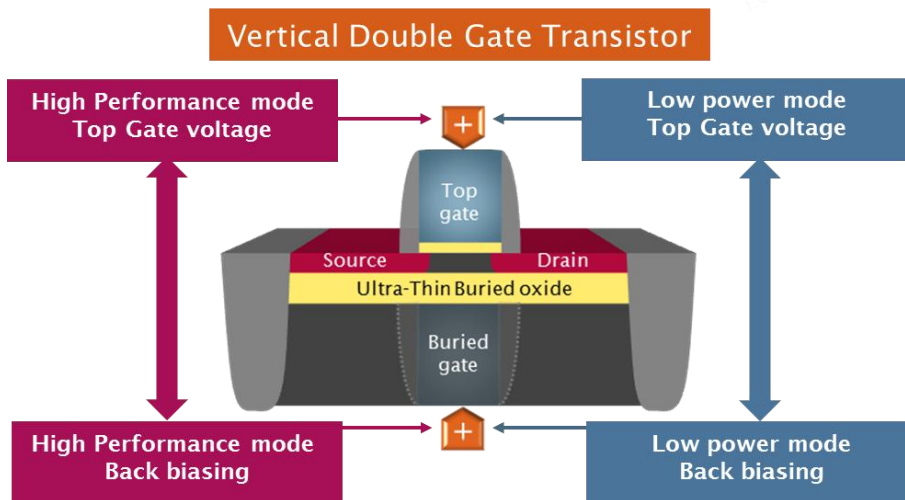 Vertical Double Gate Transistor
High Performance mode
Top Gate voltage
Low power mode
Top Gate voltage
+
Top
gate
Source
Drain
Ultra-Thin Buried oxide
Buried
gate
+
High Performance mode
Back biasing
Low power mode
Back biasing